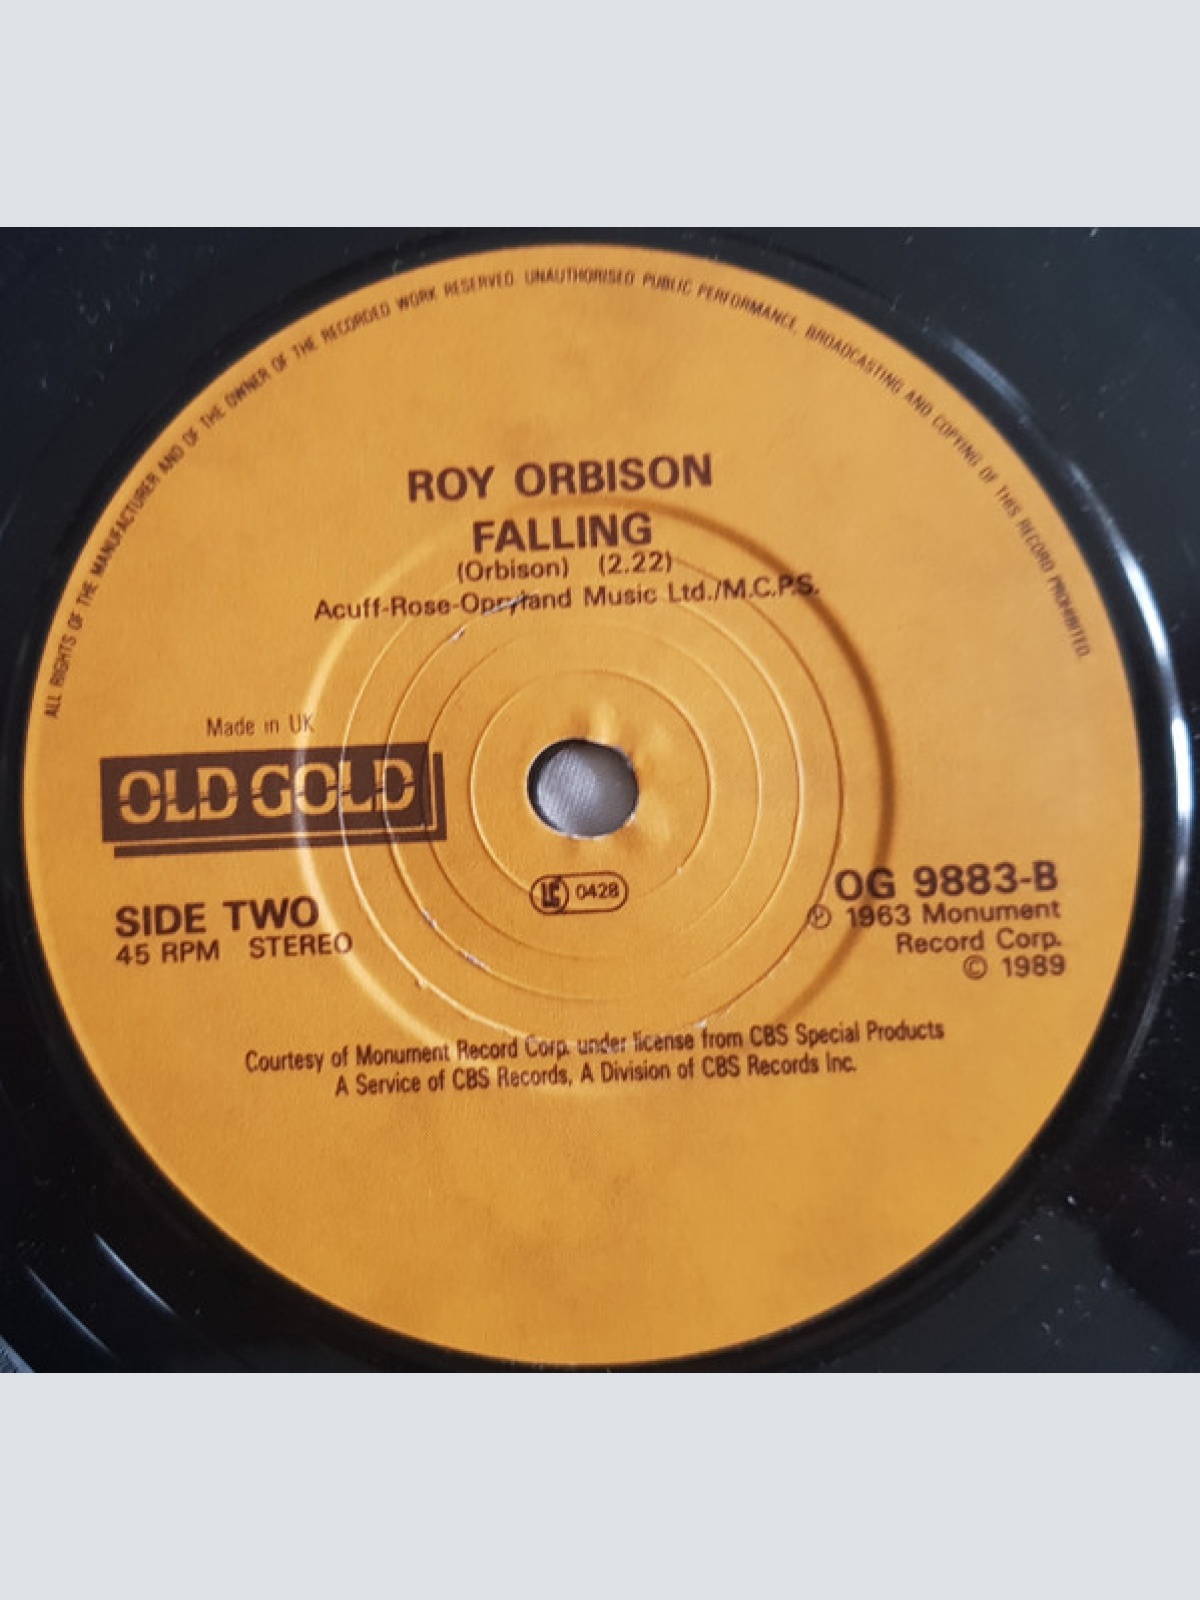 ALL RIGHTS OF THE MANUFACTURER AND OF THE OWNER OF THE RECORDED WORK RESERVED UNAUTHORISED PUBLIC PERFORMANCE, BROADCASTING AND COPYING OF THIS RECORD PROHIBITED.
ROY ORBISON
FALLING
(Orbison) (2.22)
Acuff-Rose-Opryland Music Ltd./M.C.P.S.
Made in UK
OLD GOLD
SIDE TWO
45 RPM STEREO
LC 0428
OG 9883-B
℗ 1963 Monument
Record Corp.
© 1989
Courtesy of Monument Record Corp. under license from CBS Special Products
A Service of CBS Records, A Division of CBS Records Inc.